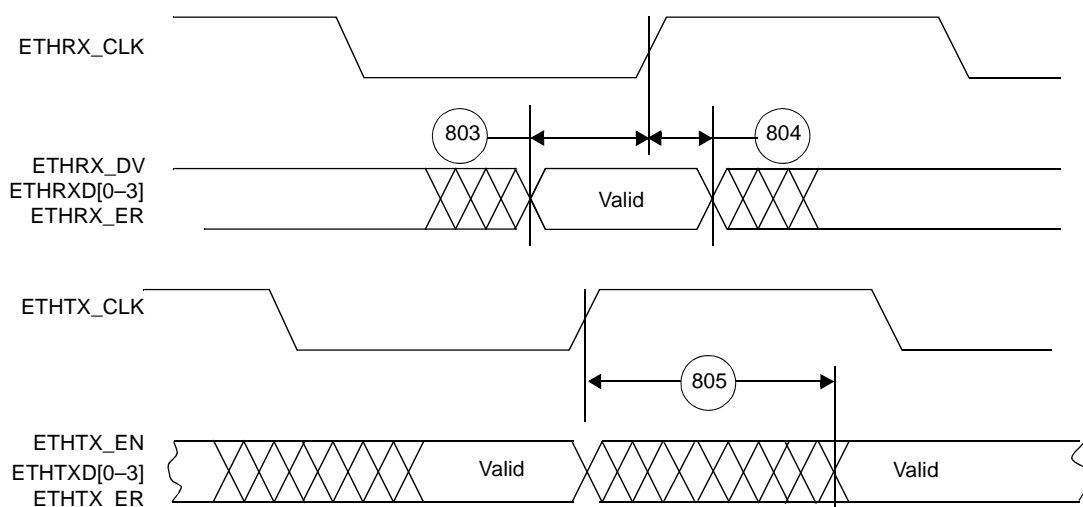 ETHRX_CLK
803
804
ETHRX_DV
ETHRXD[0–3]
ETHRX_ER
Valid
ETHTX_CLK
805
ETHTX_EN
ETHTXD[0–3]
ETHTX_ER
Valid
Valid